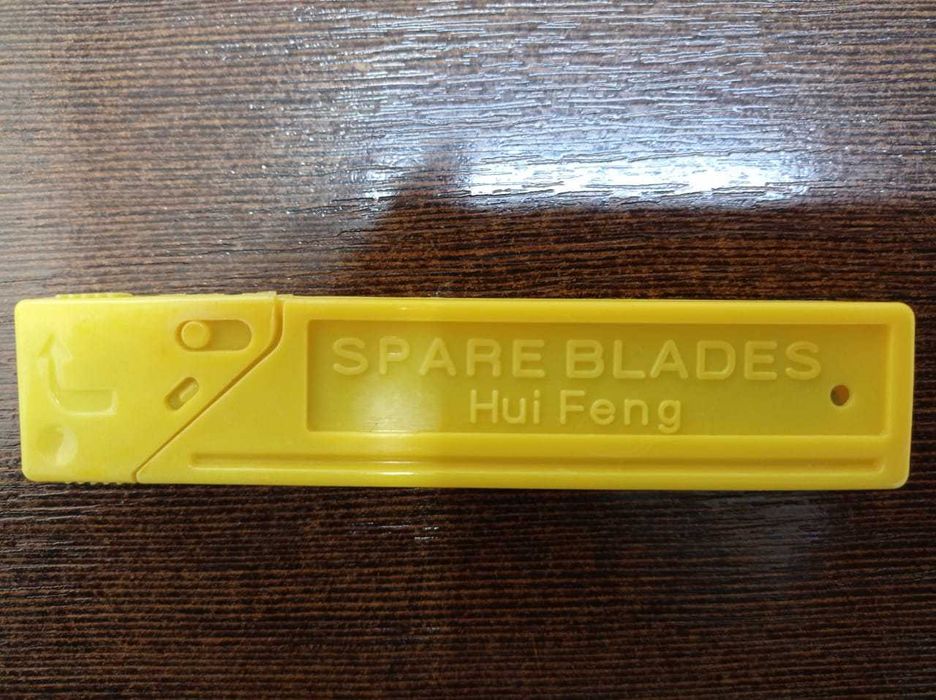 SPARE BLADES
Hui Feng